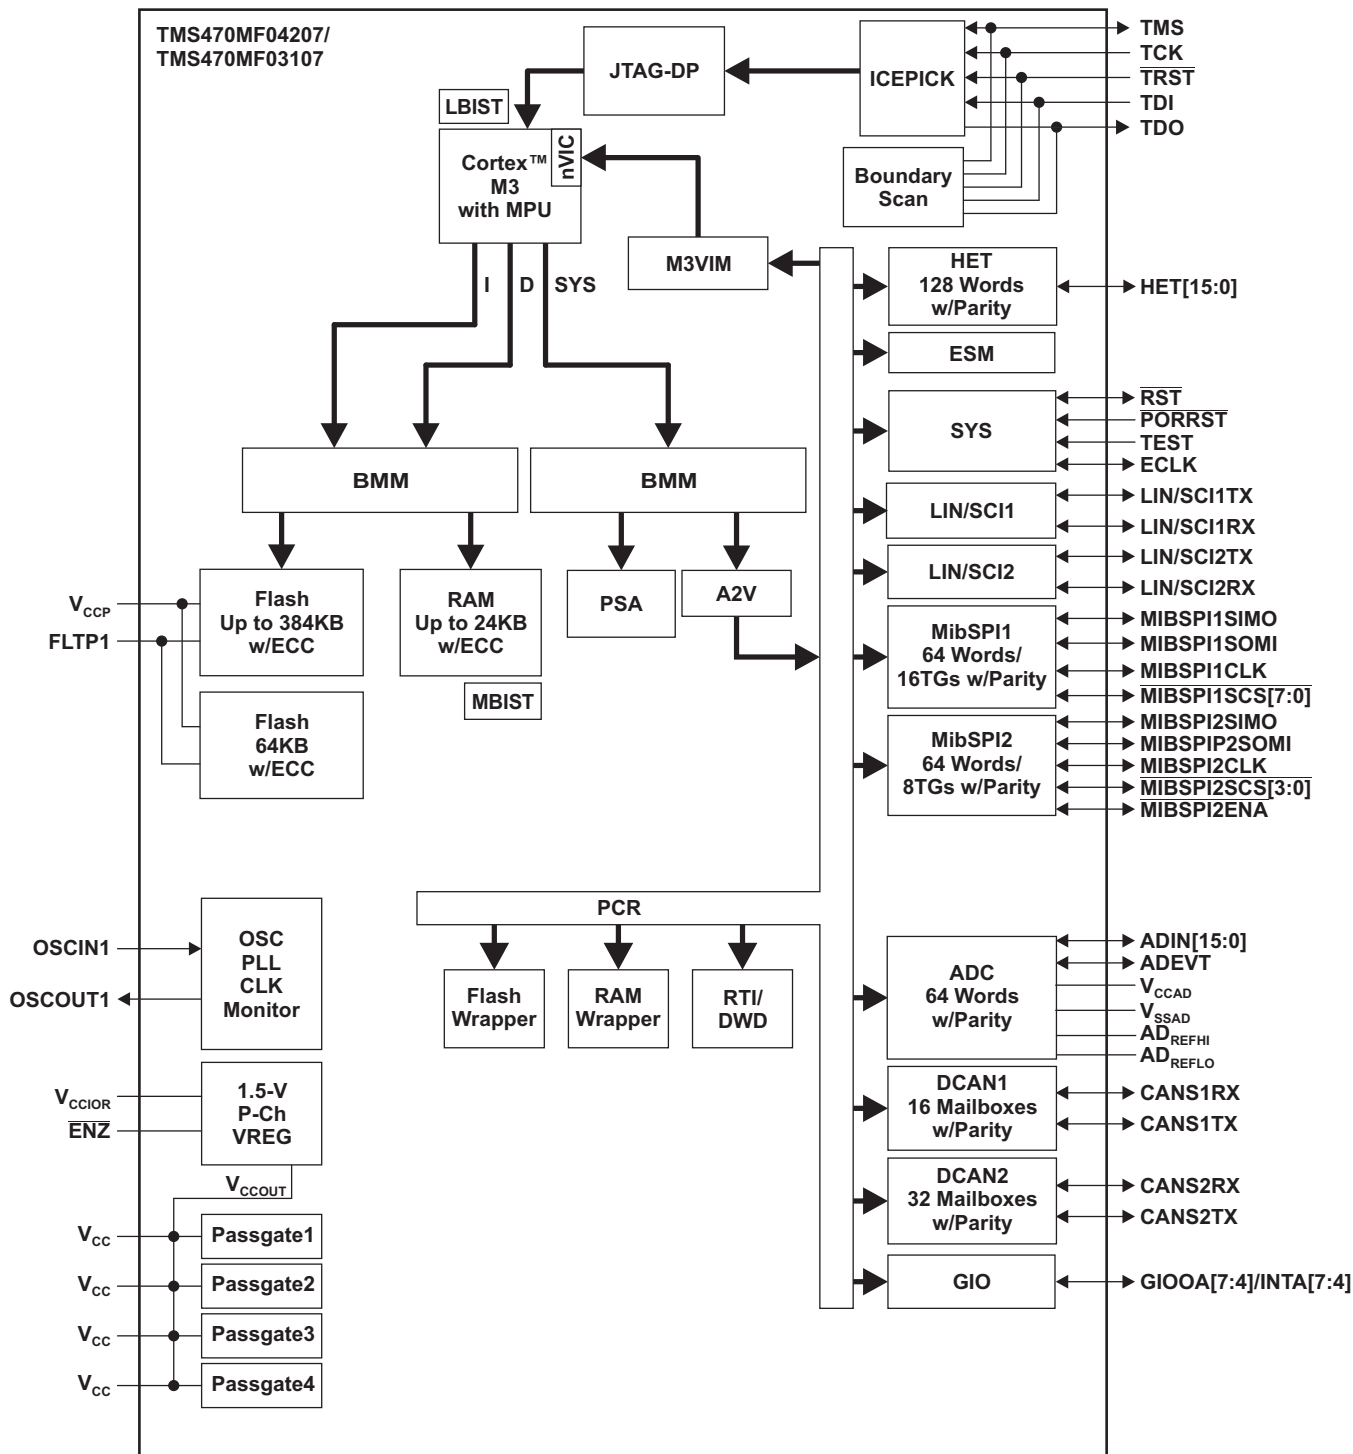 TMS470MF04207/
TMS470MF03107
JTAG-DP
ICEPICK
TMS
TCK
TRST
TDI
TDO
LBIST
Cortex™
M3
with MPU
nVIC
Boundary
Scan
M3VIM
I
D
SYS
HET
128 Words
w/Parity
HET[15:0]
ESM
SYS
RST
PORRST
TEST
ECLK
BMM
BMM
LIN/SCI1
LIN/SCI1TX
LIN/SCI1RX
LIN/SCI2
LIN/SCI2TX
LIN/SCI2RX
VCCP
FLTP1
Flash
Up to 384KB
w/ECC
RAM
Up to 24KB
w/ECC
PSA
A2V
MBIST
Flash
64KB
w/ECC
MibSPI1
64 Words/
16TGs w/Parity
MIBSPI1SIMO
MIBSPI1SOMI
MIBSPI1CLK
MIBSPI1SCS[7:0]
MibSPI2
64 Words/
8TGs w/Parity
MIBSPI2SIMO
MIBSPIP2SOMI
MIBSPI2CLK
MIBSPI2SCS[3:0]
MIBSPI2ENA
PCR
OSCIN1
OSCOUT1
OSC
PLL
CLK
Monitor
Flash
Wrapper
RAM
Wrapper
RTI/
DWD
ADC
64 Words
w/Parity
ADIN[15:0]
ADEVT
VCCAD
VSSAD
ADREFHI
ADREFLO
VCCIOR
ENZ
1.5-V
P-Ch
VREG
VCCOUT
DCAN1
16 Mailboxes
w/Parity
CANS1RX
CANS1TX
DCAN2
32 Mailboxes
w/Parity
CANS2RX
CANS2TX
VCC
Passgate1
VCC
Passgate2
VCC
Passgate3
VCC
Passgate4
GIO
GIOOA[7:4]/INTA[7:4]